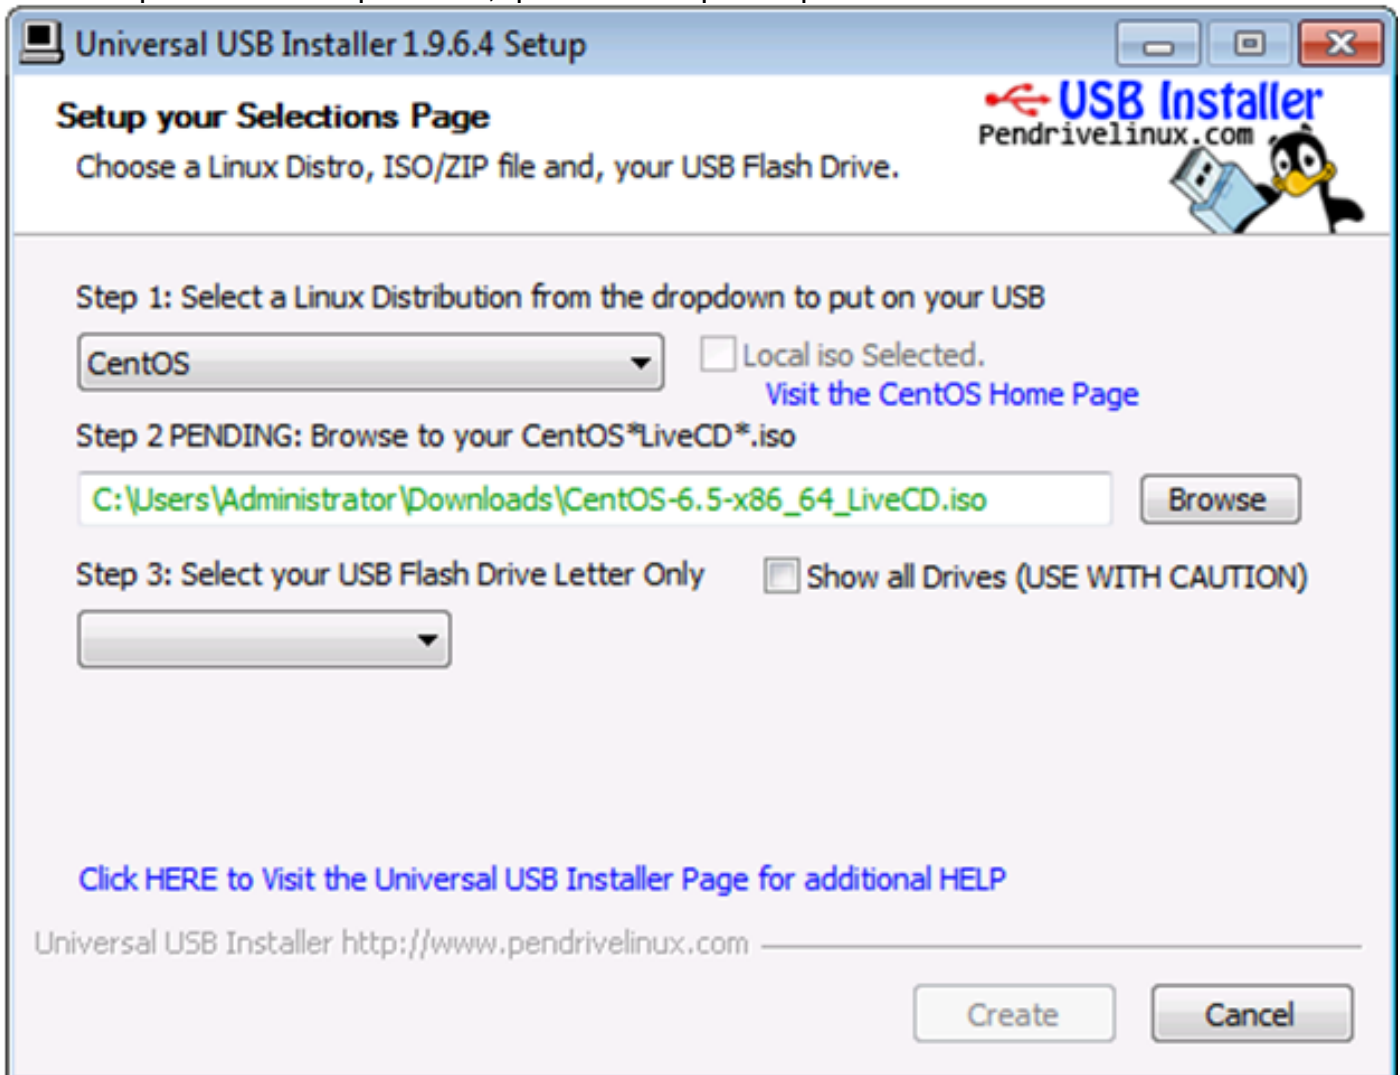 Universal USB Installer 1.9.6.4 Setup
Setup your Selections Page
Choose a Linux Distro, ISO/ZIP file and, your USB Flash Drive.
USB Installer
Pendrivelinux.com
Step 1: Select a Linux Distribution from the dropdown to put on your USB
CentOS
Local iso Selected.
Visit the CentOS Home Page
Step 2 PENDING: Browse to your CentOS*LiveCD*.iso
C:\Users\Administrator\Downloads\CentOS-6.5-x86_64_LiveCD.iso
Browse
Step 3: Select your USB Flash Drive Letter Only
Show all Drives (USE WITH CAUTION)
Click HERE to Visit the Universal USB Installer Page for additional HELP
Universal USB Installer http://www.pendrivelinux.com
Create
Cancel